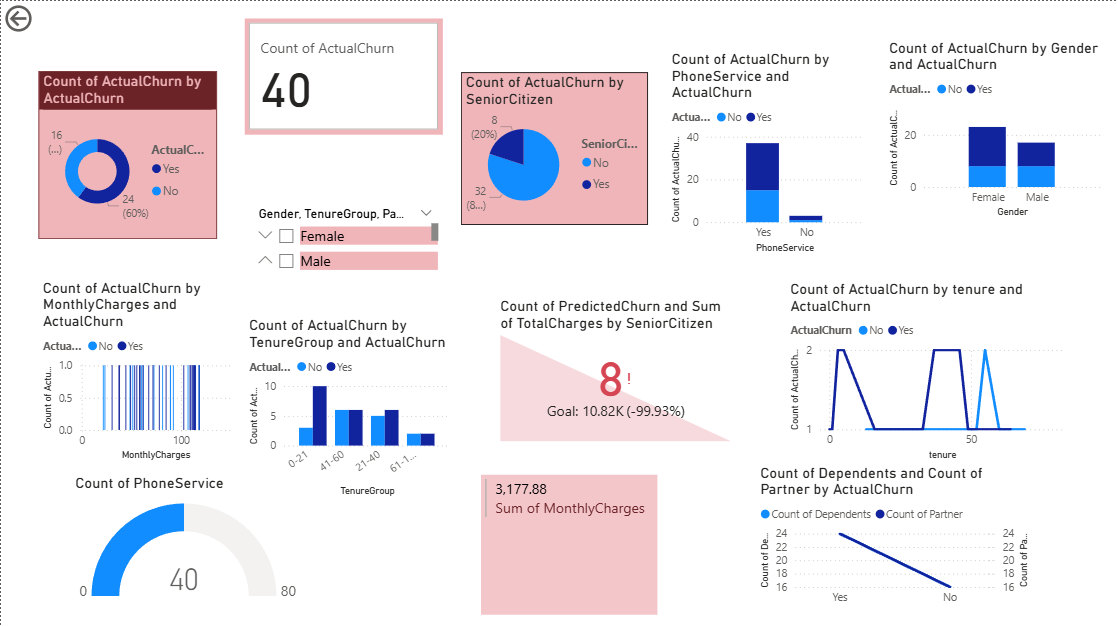 Count of ActualChurn
40
Count of ActualChurn by
ActualChurn
16
(...)
24
(60%)
ActualC...
Yes
No
Count of ActualChurn by
SeniorCitizen
8
(20%)
32
(8...)
SeniorCi...
No
Yes
Count of ActualChurn by
PhoneService and
ActualChurn
Actua... No Yes
Count of ActualChu...
40
20
0
Yes No
PhoneService
Count of ActualChurn by Gender
and ActualChurn
Actual... No Yes
Count of ActualC...
20
0
Female Male
Gender
Gender, TenureGroup, Pa...
Female
Male
Count of ActualChurn by
MonthlyCharges and
ActualChurn
Actua... No Yes
Count of Actu...
1.0
0.5
0.0
0 100
MonthlyCharges
Count of ActualChurn by
TenureGroup and ActualChurn
Actual... No Yes
Count of Act...
10
5
0
0-21 41-60 21-40 61-1...
TenureGroup
Count of PredictedChurn and Sum
of TotalCharges by SeniorCitizen
8!
Goal: 10.82K (-99.93%)
Count of ActualChurn by tenure and
ActualChurn
ActualChurn No Yes
Count of ActualCh...
2
1
0 50
tenure
Count of PhoneService
40
0 80
3,177.88
Sum of MonthlyCharges
Count of Dependents and Count of
Partner by ActualChurn
Count of Dependents Count of Partner
Count of De...
24 24
22 22
20 20
18 18
16 16
Count of Pa...
Yes No